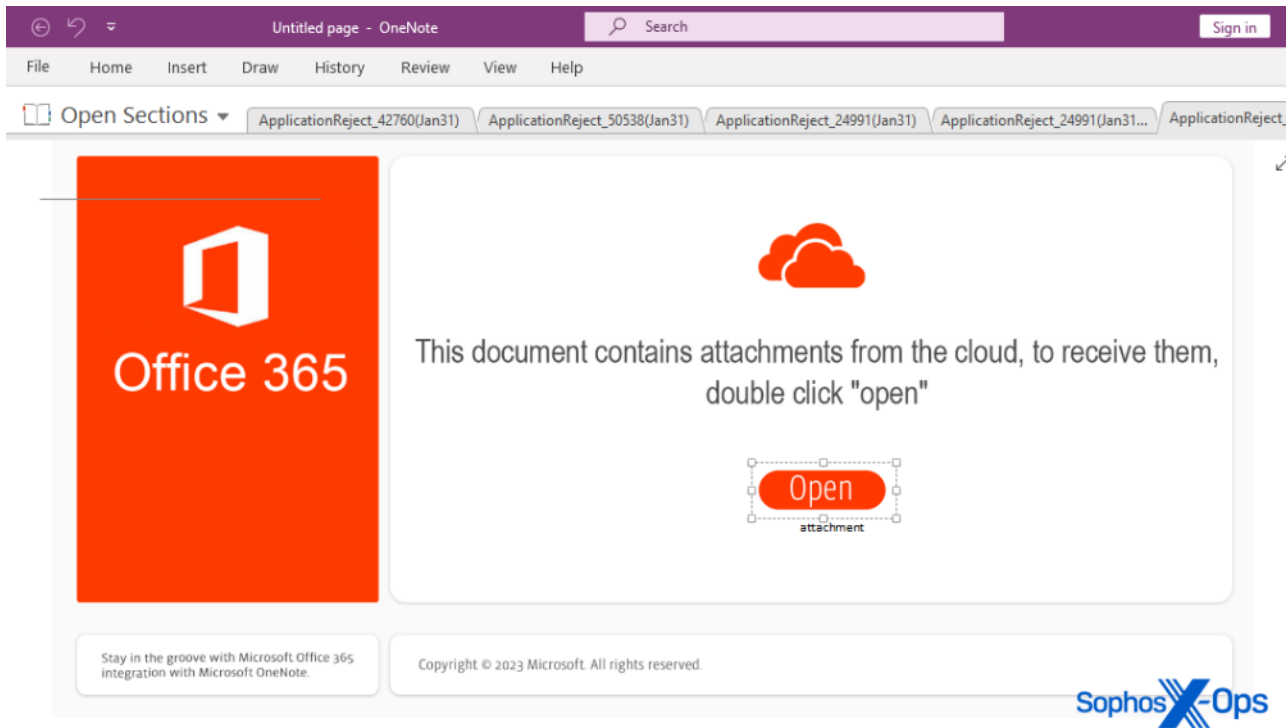 Untitled page - OneNote
Search
Sign in
File Home Insert Draw History Review View Help
Open Sections
ApplicationReject_42760(Jan31)
ApplicationReject_50538(Jan31)
ApplicationReject_24991(Jan31)
ApplicationReject_24991(Jan31...
ApplicationReject_
Office 365
This document contains attachments from the cloud, to receive them,
double click "open"
Open
attachment
Stay in the groove with Microsoft Office 365
integration with Microsoft OneNote.
Copyright © 2023 Microsoft. All rights reserved.
Sophos X-Ops